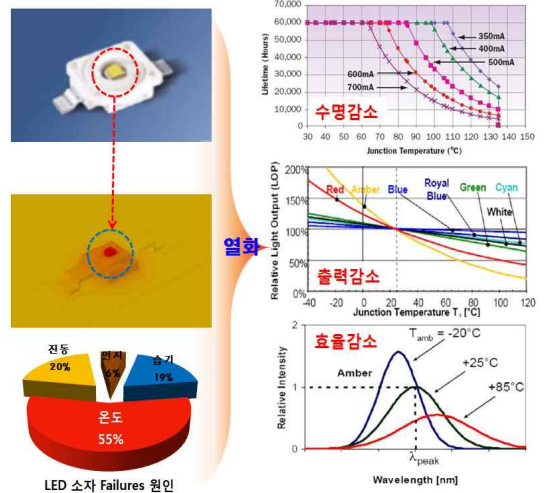 진동
20%
먼지
6%
습기
19%
온도
55%
LED 소자 Failures 원인
열화
Lifetime (Hours)
70,000
60,000
50,000
40,000
30,000
20,000
10,000
0
350mA
400mA
500mA
600mA
700mA
수명감소
30 40 50 60 70 80 90 100 110 120 130 140 150
Junction Temperature (°C)
Relative Light Output (LOP)
200%
150%
100%
50%
0%
Red
Amber
Blue
Royal
Blue
Green
Cyan
White
출력감소
-40 -20 0 20 40 60 80 100 120
Junction Temperature T, [°C]
Relative Intensity
2
1
0
Amber
효율감소
Tamb = -20°C
+25°C
+85°C
λpeak
Wavelength [nm]